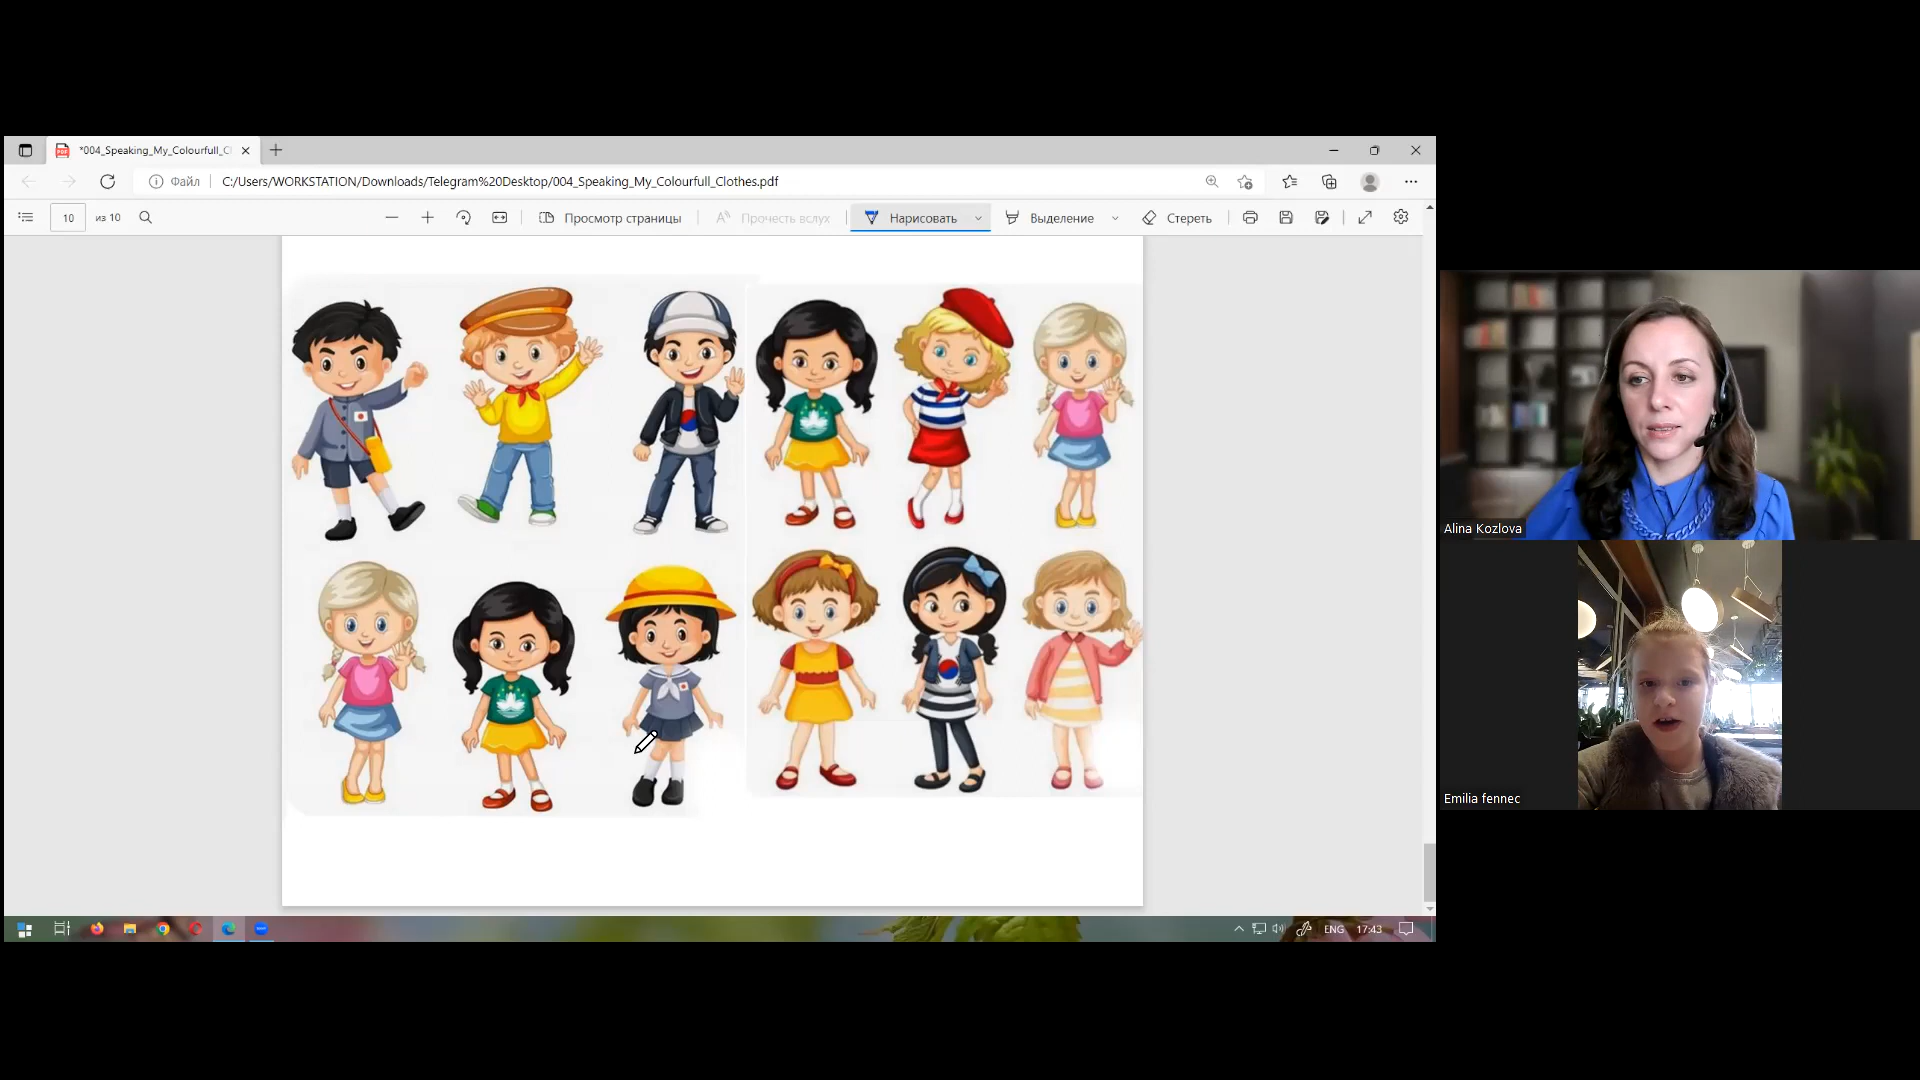 *004_Speaking_My_Colourfull_C
Файл
C:/Users/WORKSTATION/Downloads/Telegram%20Desktop/004_Speaking_My_Colourfull_Clothes.pdf
10 из 10
Просмотр страницы
Прочесть вслух
Нарисовать
Выделение
Стереть
Alina Kozlova
Emilia fennec
ENG 17:43